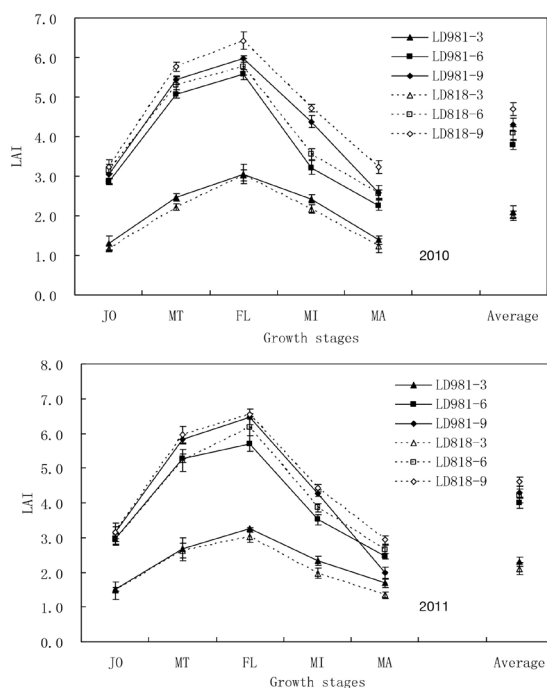 7.0
6.0
5.0
4.0
3.0
2.0
1.0
0.0
LAI
LD981-3
LD981-6
LD981-9
LD818-3
LD818-6
LD818-9
2010
JO MT FL MI MA Average
Growth stages
8.0
7.0
6.0
5.0
4.0
3.0
2.0
1.0
0.0
LAI
LD981-3
LD981-6
LD981-9
LD818-3
LD818-6
LD818-9
2011
JO MT FL MI MA Average
Growth stages